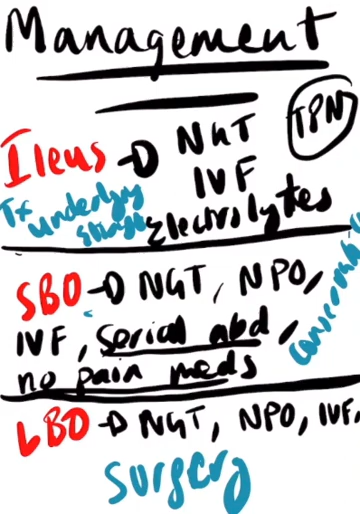 Management
Ileus → NGT
TPN
IVF
Electrolytes
Tx
underlying
SBO → NGT, NPO,
IVF, serial abd,
no pain meds
LBO → NGT, NPO, IVF,
surgery